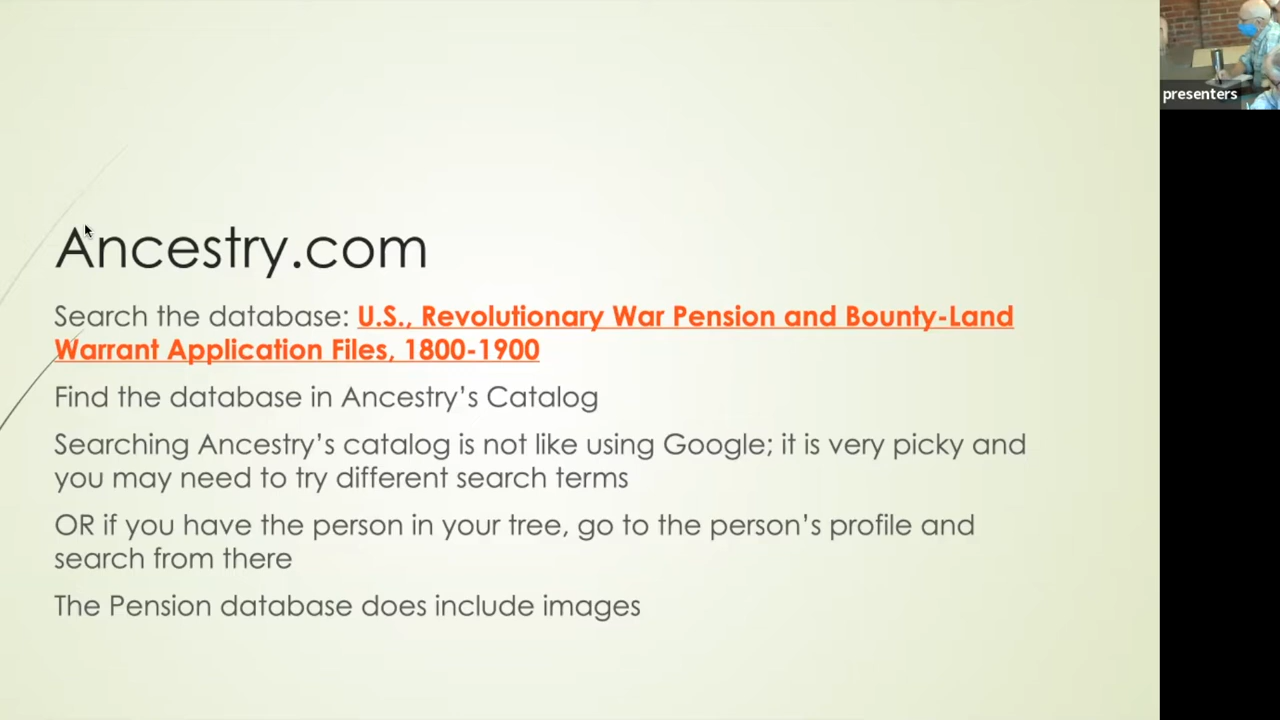 presenters
Ancestry.com
Search the database: U.S., Revolutionary War Pension and Bounty-Land
Warrant Application Files, 1800-1900
Find the database in Ancestry’s Catalog
Searching Ancestry’s catalog is not like using Google; it is very picky and
you may need to try different search terms
OR if you have the person in your tree, go to the person’s profile and
search from there
The Pension database does include images